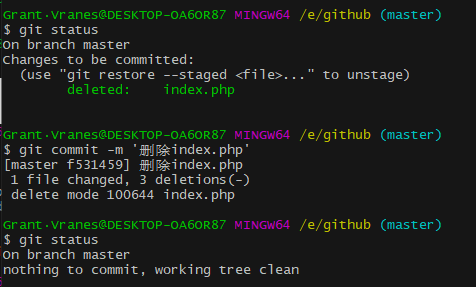 Grant·Vranes@DESKTOP-OA6OR87 MINGW64 /e/github (master)
$ git status
On branch master
Changes to be committed:
  (use "git restore --staged <file>..." to unstage)
        deleted:    index.php
Grant·Vranes@DESKTOP-OA6OR87 MINGW64 /e/github (master)
$ git commit -m '删除index.php'
[master f531459] 删除index.php
 1 file changed, 3 deletions(-)
 delete mode 100644 index.php
Grant·Vranes@DESKTOP-OA6OR87 MINGW64 /e/github (master)
$ git status
On branch master
nothing to commit, working tree clean